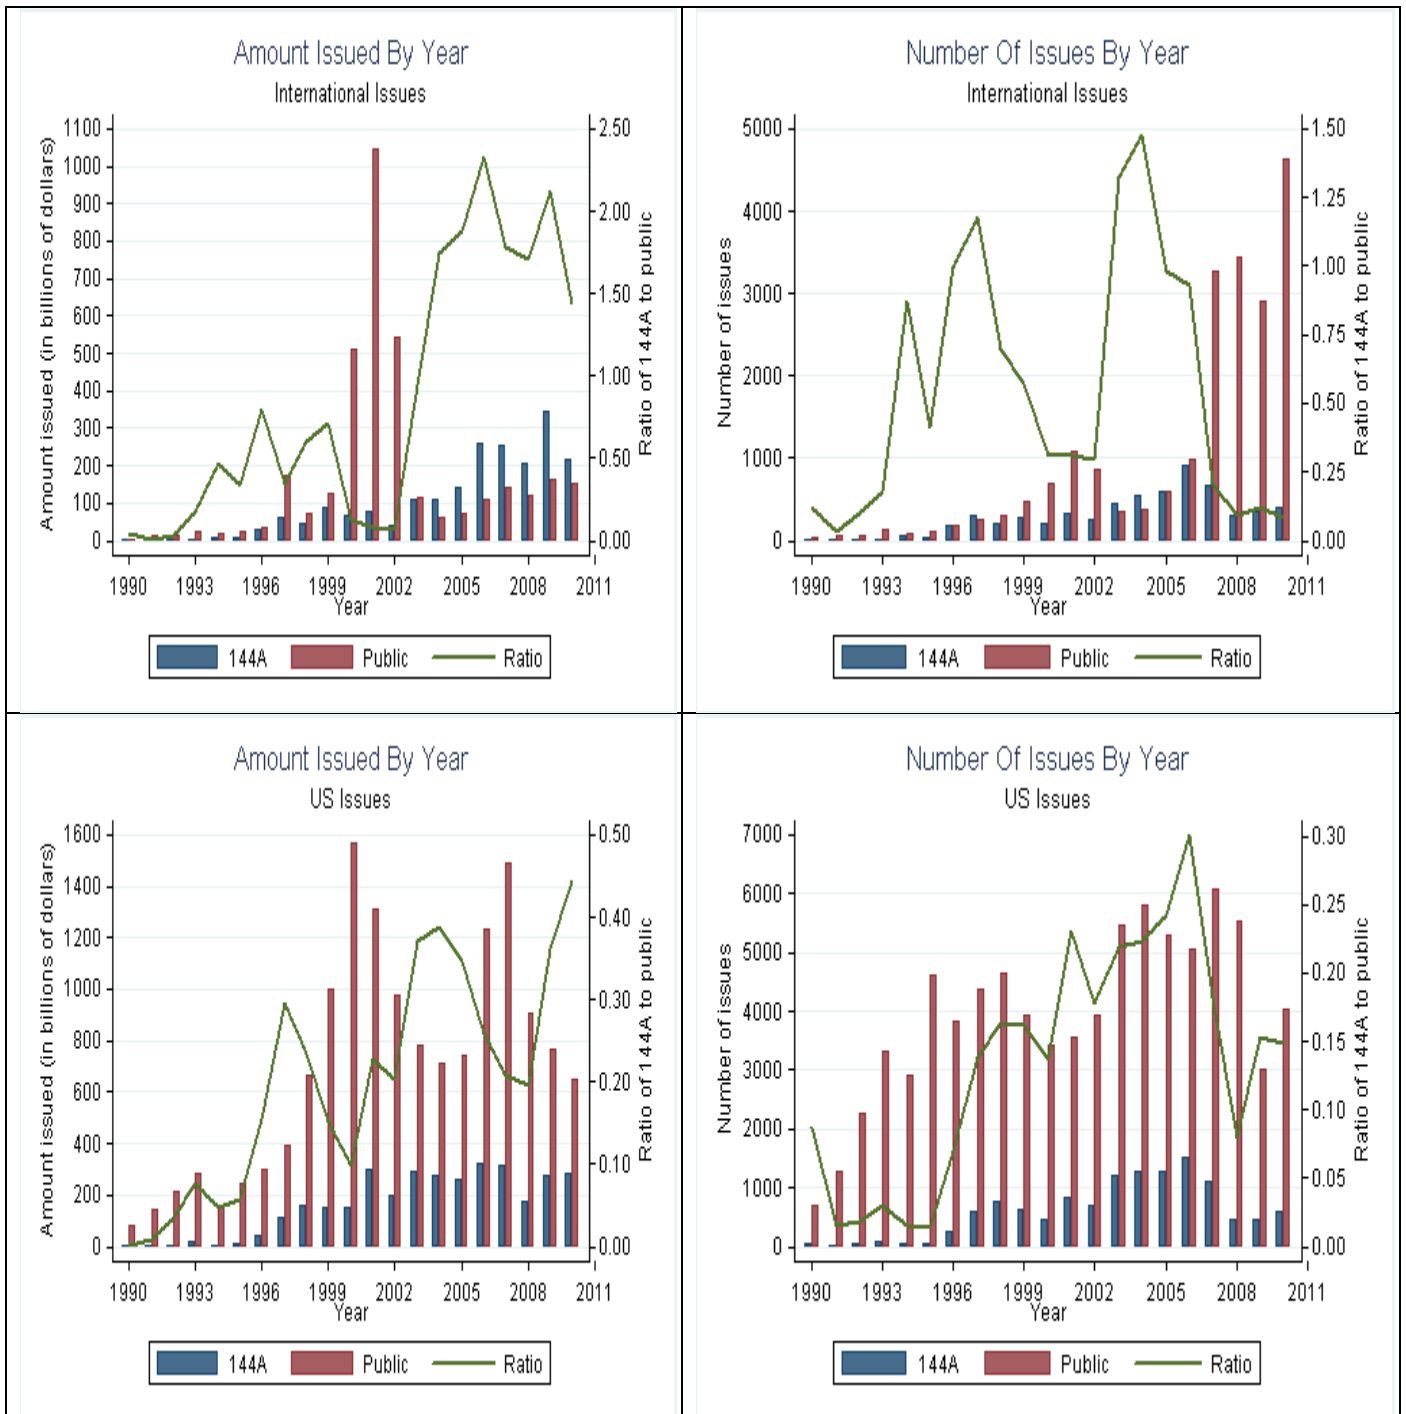 Amount Issued By Year
International Issues
Amount issued (in billions of dollars)
1100
1000
900
800
700
600
500
400
300
200
100
0
2.50
2.00
1.50
1.00
0.50
0.00
Ratio of 144A to public
1990 1993 1996 1999 2002 2005 2008 2011
Year
144A Public Ratio
Number Of Issues By Year
International Issues
Number of issues
5000
4000
3000
2000
1000
0
1.50
1.25
1.00
0.75
0.50
0.25
0.00
Ratio of 144A to public
1990 1993 1996 1999 2002 2005 2008 2011
Year
144A Public Ratio
Amount Issued By Year
US Issues
Amount issued (in billions of dollars)
1600
1400
1200
1000
800
600
400
200
0
0.50
0.40
0.30
0.20
0.10
0.00
Ratio of 144A to public
1990 1993 1996 1999 2002 2005 2008 2011
Year
144A Public Ratio
Number Of Issues By Year
US Issues
Number of issues
7000
6000
5000
4000
3000
2000
1000
0
0.30
0.25
0.20
0.15
0.10
0.05
0.00
Ratio of 144A to public
1990 1993 1996 1999 2002 2005 2008 2011
Year
144A Public Ratio